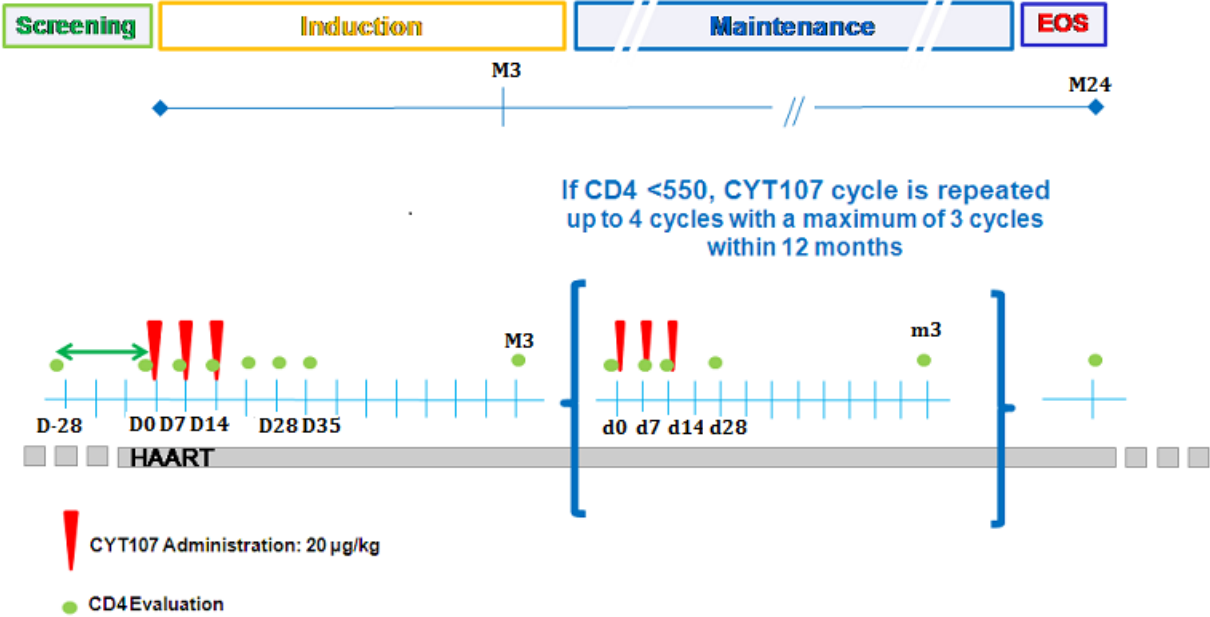 Screening Induction Maintenance EOS
M3
M24
If CD4 <550, CYT107 cycle is repeated
up to 4 cycles with a maximum of 3 cycles
within 12 months
M3
m3
D-28 D0 D7 D14 D28 D35
d0 d7 d14 d28
HAART
CYT107 Administration: 20 µg/kg
CD4 Evaluation